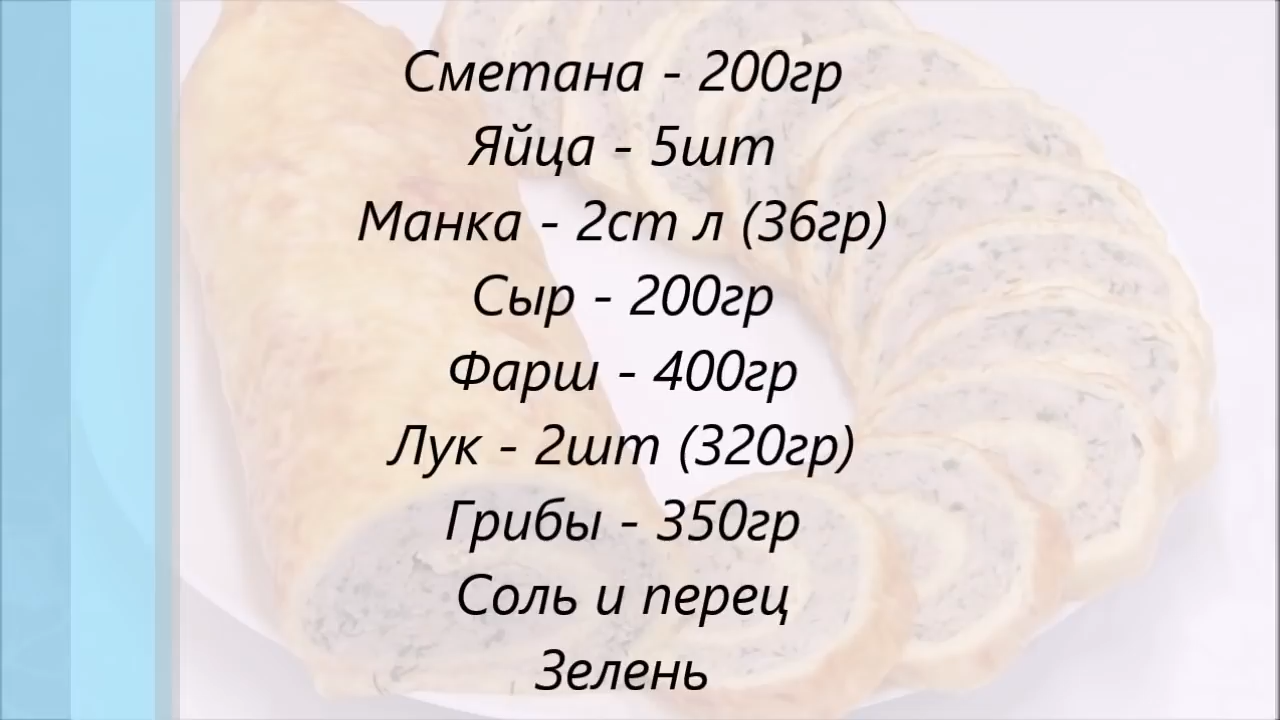 Сметана - 200гр
Яйца - 5шт
Манка - 2ст л (36гр)
Сыр - 200гр
Фарш - 400гр
Лук - 2шт (320гр)
Грибы - 350гр
Соль и перец
Зелень